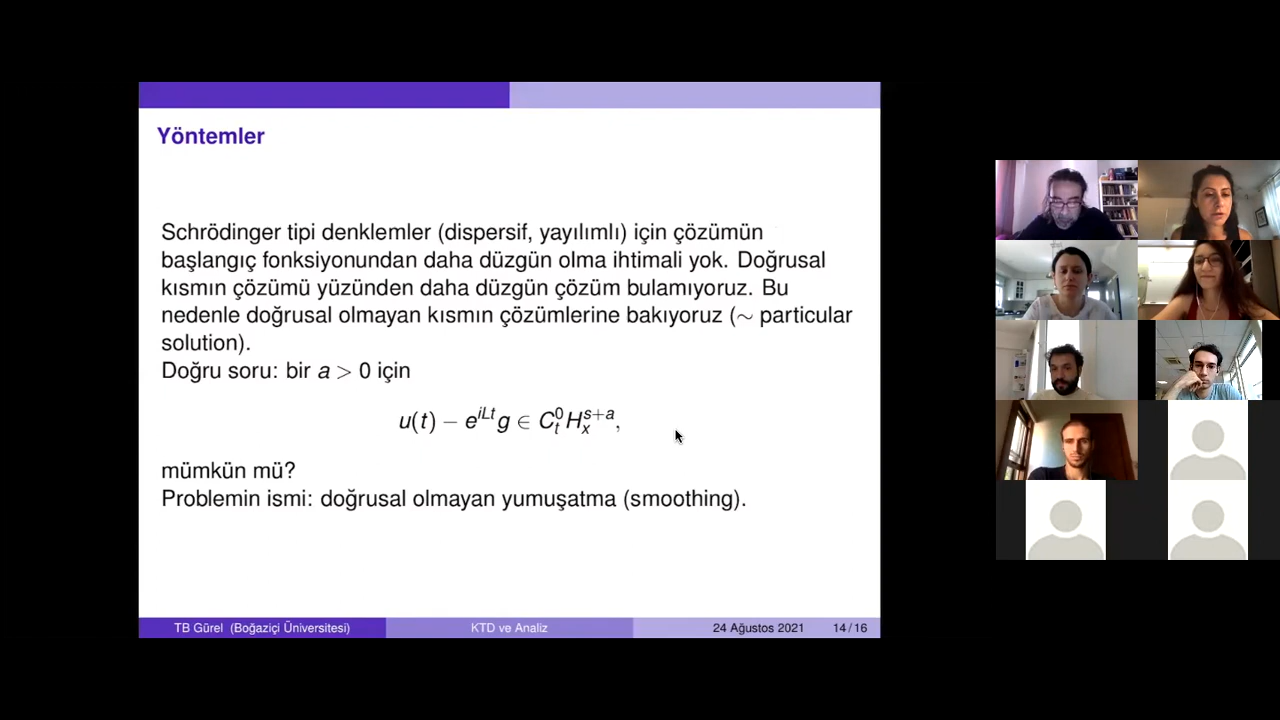 Yöntemler
Schrödinger tipi denklemler (dispersif, yayılımlı) için çözümün
başlangıç fonksiyonundan daha düzgün olma ihtimali yok. Doğrusal
kısmın çözümü yüzünden daha düzgün çözüm bulamıyoruz. Bu
nedenle doğrusal olmayan kısmın çözümlerine bakıyoruz (∼ particular
solution).
Doğru soru: bir a > 0 için
u(t) − e^{iLt}g ∈ C_t^0 H_x^{s+a},
mümkün mü?
Problemin ismi: doğrusal olmayan yumuşatma (smoothing).
TB Gürel (Boğaziçi Üniversitesi) KTD ve Analiz 24 Ağustos 2021 14/16